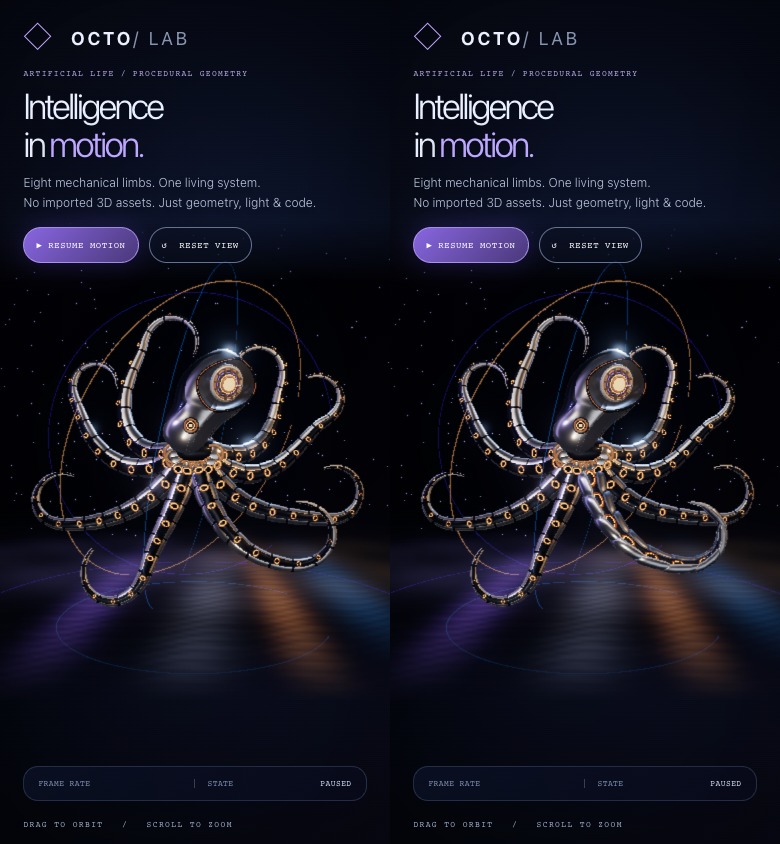 OCTO/ LAB
ARTIFICIAL LIFE / PROCEDURAL GEOMETRY
Intelligence
in motion.
Eight mechanical limbs. One living system.
No imported 3D assets. Just geometry, light & code.
▶ RESUME MOTION
↺ RESET VIEW
FRAME RATE | STATE PAUSED
DRAG TO ORBIT / SCROLL TO ZOOM
OCTO/ LAB
ARTIFICIAL LIFE / PROCEDURAL GEOMETRY
Intelligence
in motion.
Eight mechanical limbs. One living system.
No imported 3D assets. Just geometry, light & code.
▶ RESUME MOTION
↺ RESET VIEW
FRAME RATE | STATE PAUSED
DRAG TO ORBIT / SCROLL TO ZOOM